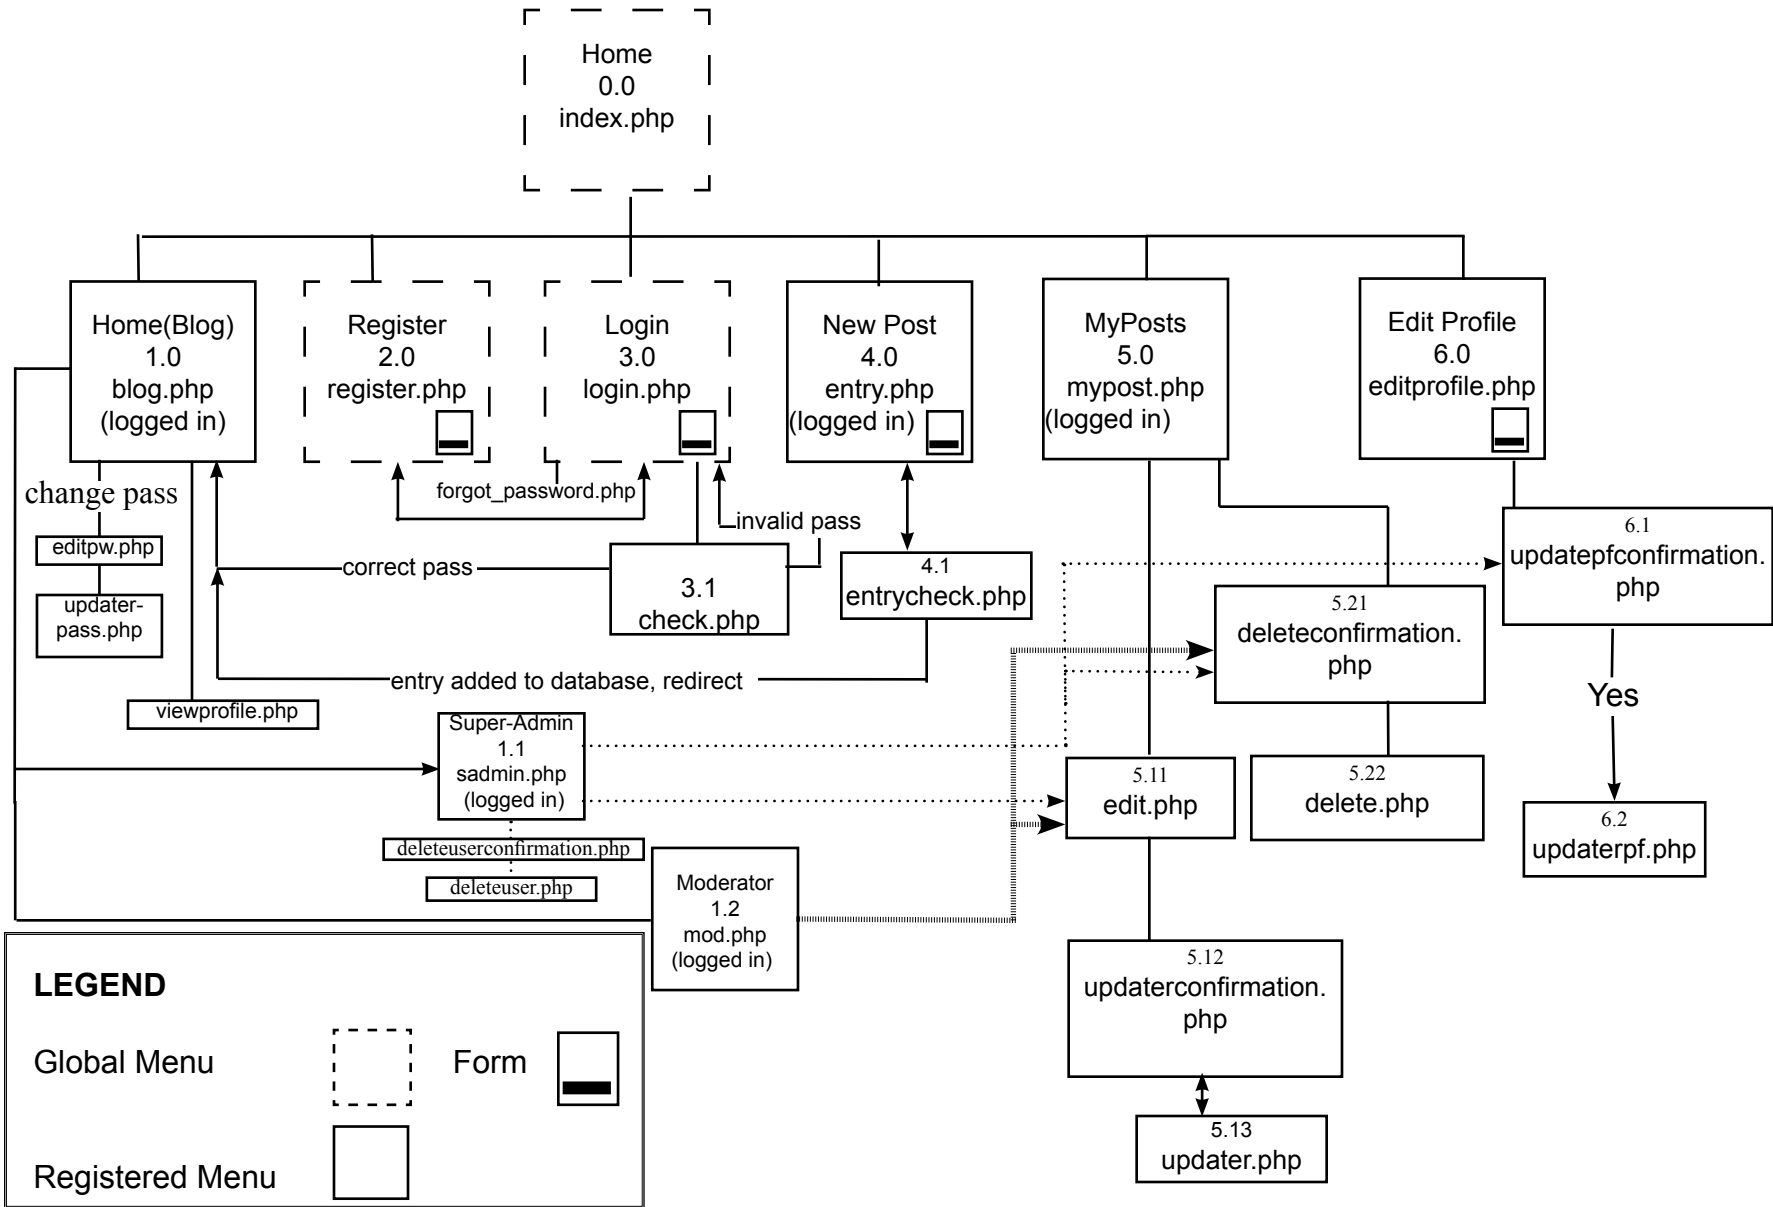 Home
0.0
index.php
Home(Blog)
1.0
blog.php
(logged in)
Register
2.0
register.php
Login
3.0
login.php
New Post
4.0
entry.php
(logged in)
MyPosts
5.0
mypost.php
(logged in)
Edit Profile
6.0
editprofile.php
change pass
editpw.php
updater-
pass.php
viewprofile.php
forgot_password.php
invalid pass
correct pass
3.1
check.php
4.1
entrycheck.php
entry added to database, redirect
6.1
updatepfconfirmation.
php
5.21
deleteconfirmation.
php
Yes
Super-Admin
1.1
sadmin.php
(logged in)
deleteuserconfirmation.php
deleteuser.php
5.11
edit.php
5.22
delete.php
6.2
updaterpf.php
Moderator
1.2
mod.php
(logged in)
5.12
updaterconfirmation.
php
5.13
updater.php
LEGEND
Global Menu
Form
Registered Menu